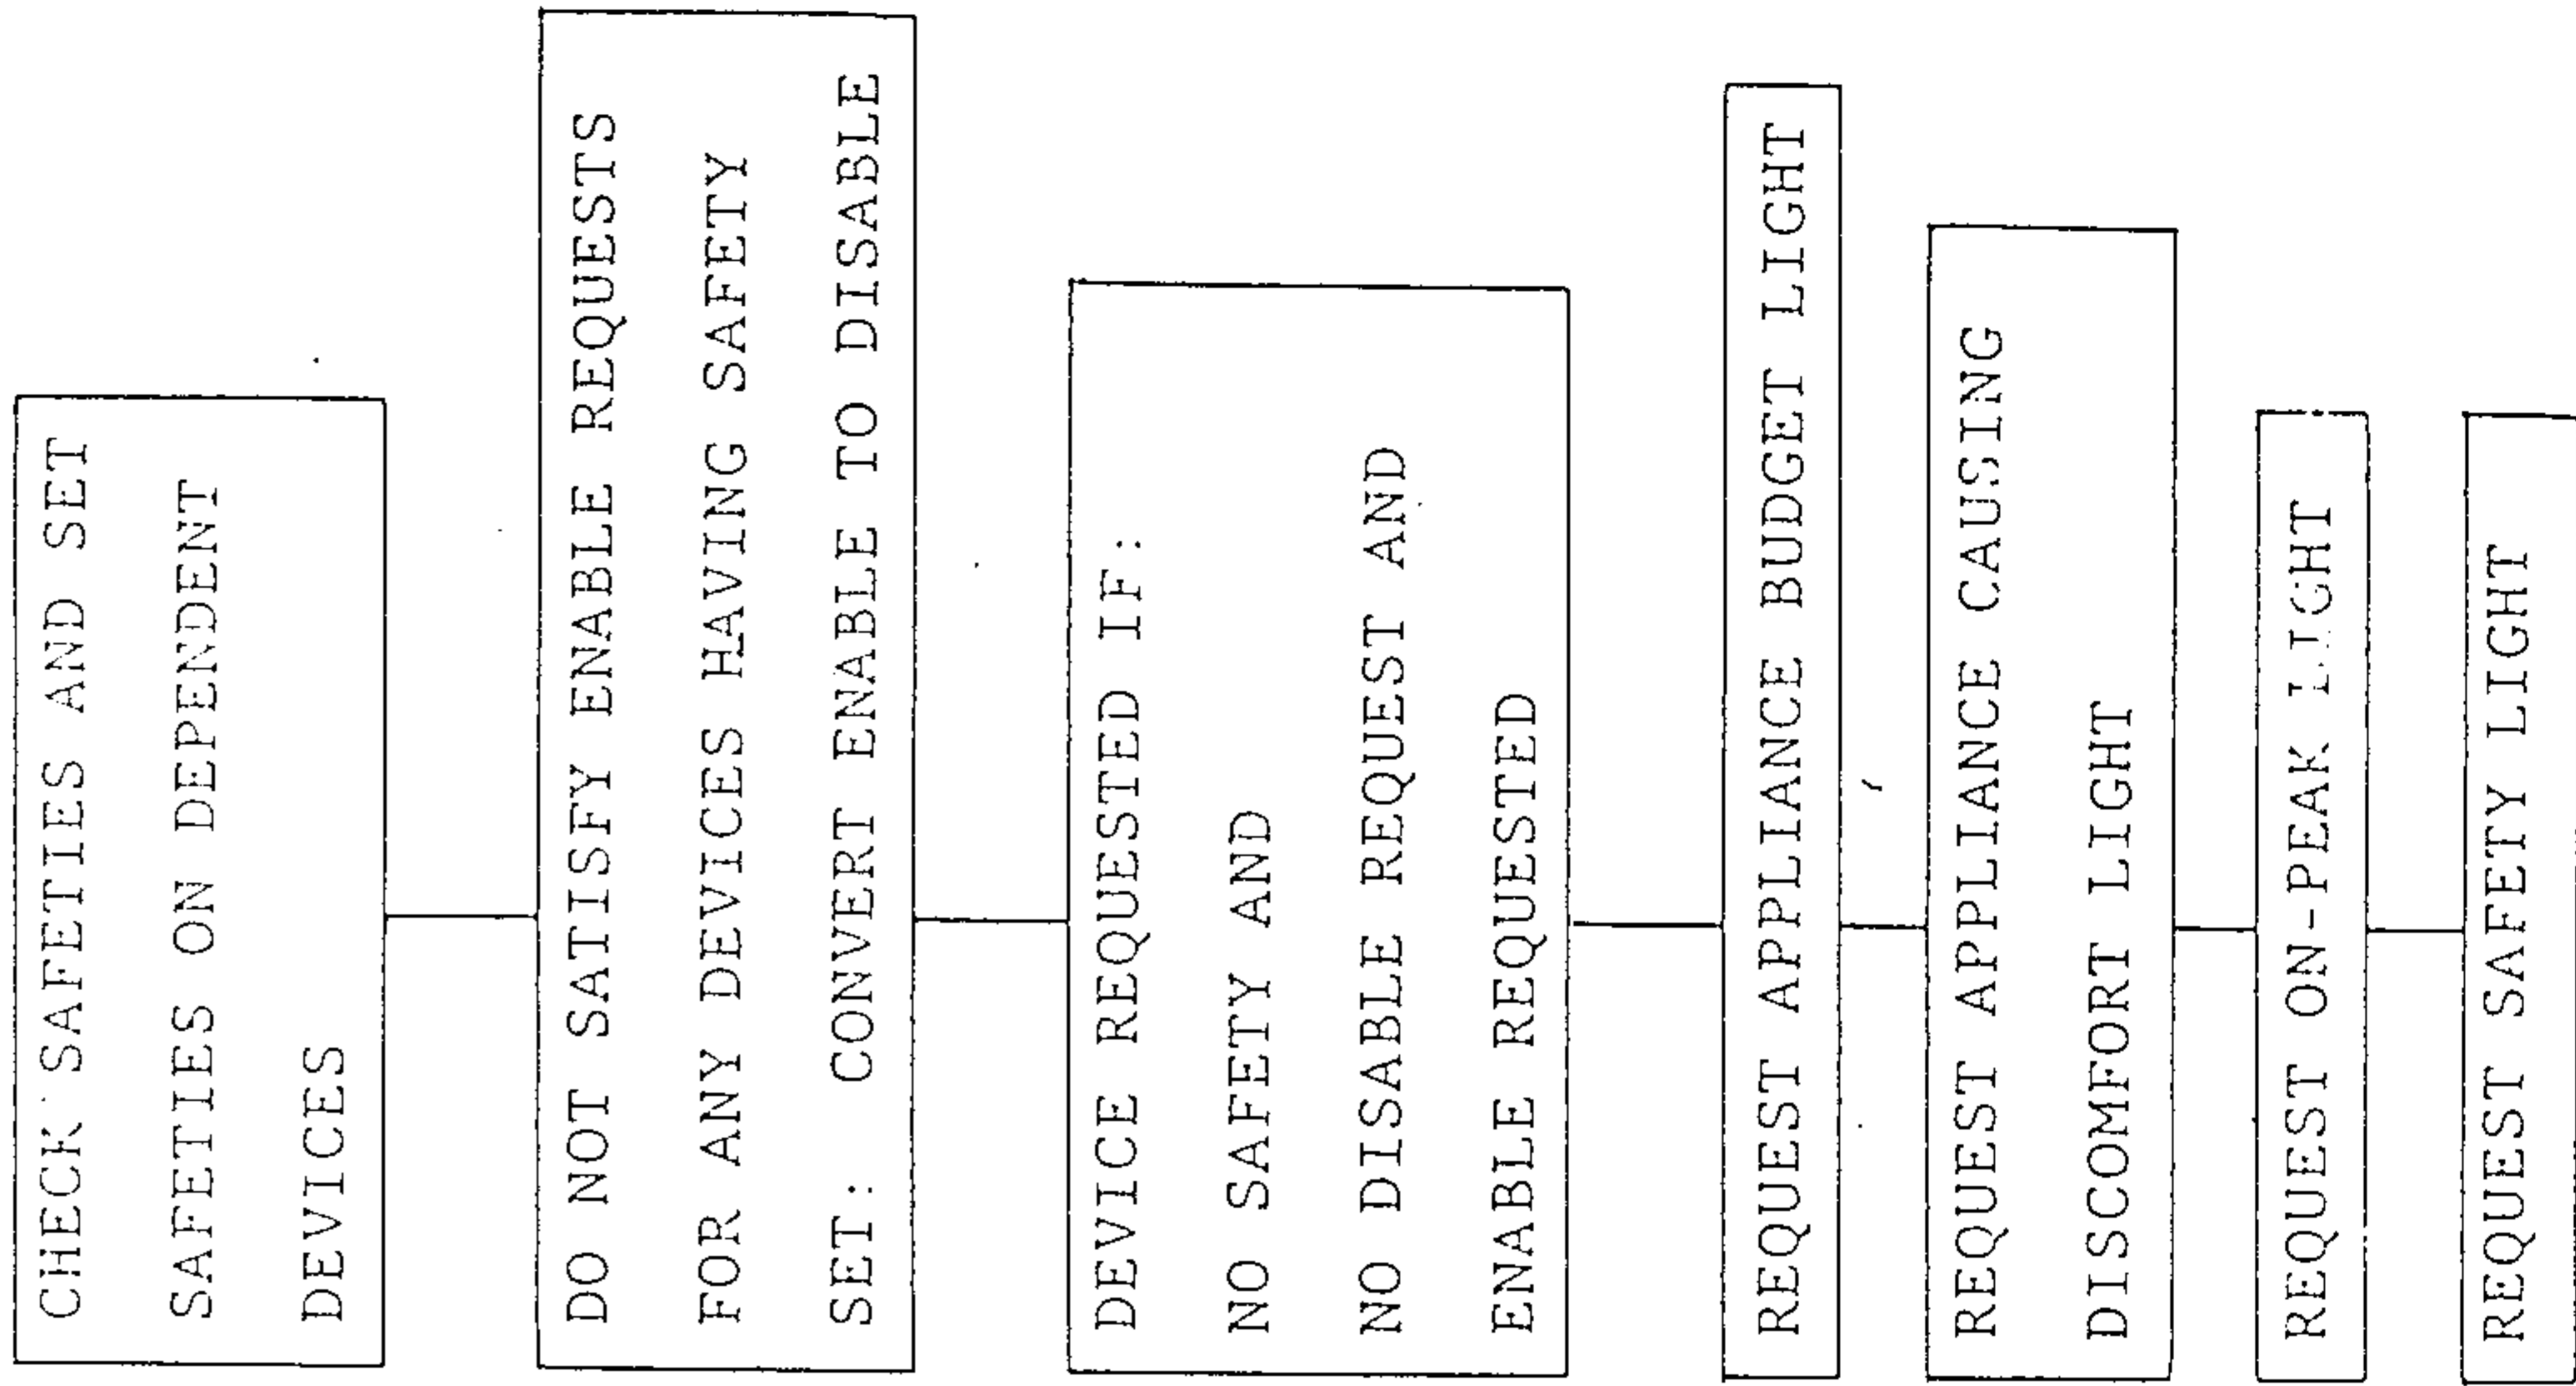 CHECK SAFETIES AND SET
SAFETIES ON DEPENDENT
DEVICES
DO NOT SATISFY ENABLE REQUESTS
FOR ANY DEVICES HAVING SAFETY
SET: CONVERT ENABLE TO DISABLE
DEVICE REQUESTED IF:
NO SAFETY AND
NO DISABLE REQUEST AND
ENABLE REQUESTED
REQUEST APPLIANCE BUDGET LIGHT
REQUEST APPLIANCE CAUSING
DISCOMFORT LIGHT
REQUEST ON-PEAK LIGHT
REQUEST SAFETY LIGHT